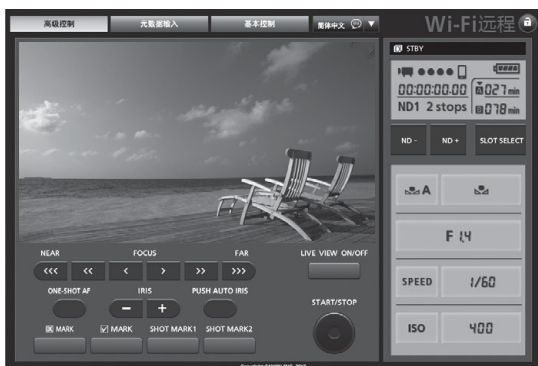 高级控制
元数据输入
基本控制
简体中文
Wi-Fi远程
STBY
00:00:00.00
A 027 min
ND1 2 stops
B 078 min
ND -
ND +
SLOT SELECT
A
F 1.4
SPEED
1/60
ISO
400
NEAR FOCUS FAR
<<< << < > >> >>>
LIVE VIEW ON/OFF
ONE-SHOT AF IRIS PUSH AUTO IRIS
− +
START/STOP
MARK MARK SHOT MARK1 SHOT MARK2